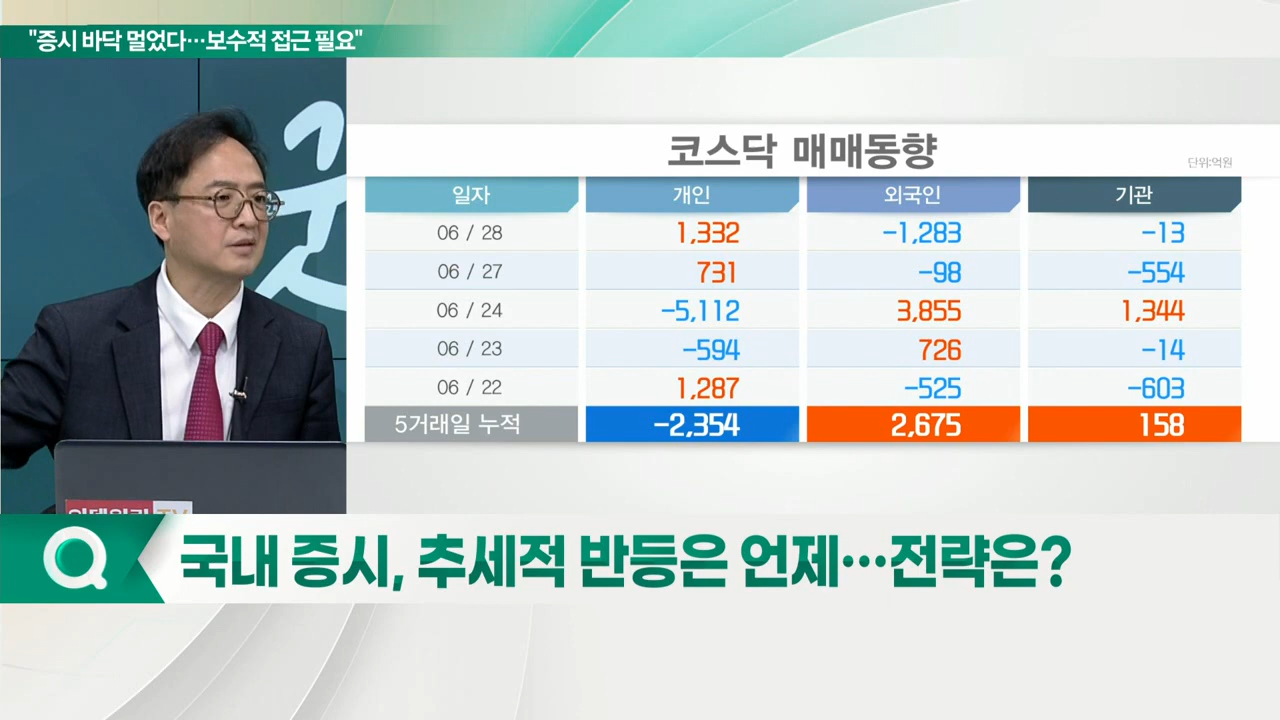 "증시 바닥 멀었다…보수적 접근 필요"
코스닥 매매동향
단위:억원
일자 개인 외국인 기관
06 / 28 1,332 -1,283 -13
06 / 27 731 -98 -554
06 / 24 -5,112 3,855 1,344
06 / 23 -594 726 -14
06 / 22 1,287 -525 -603
5거래일 누적 -2,354 2,675 158
Q 국내 증시, 추세적 반등은 언제…전략은?